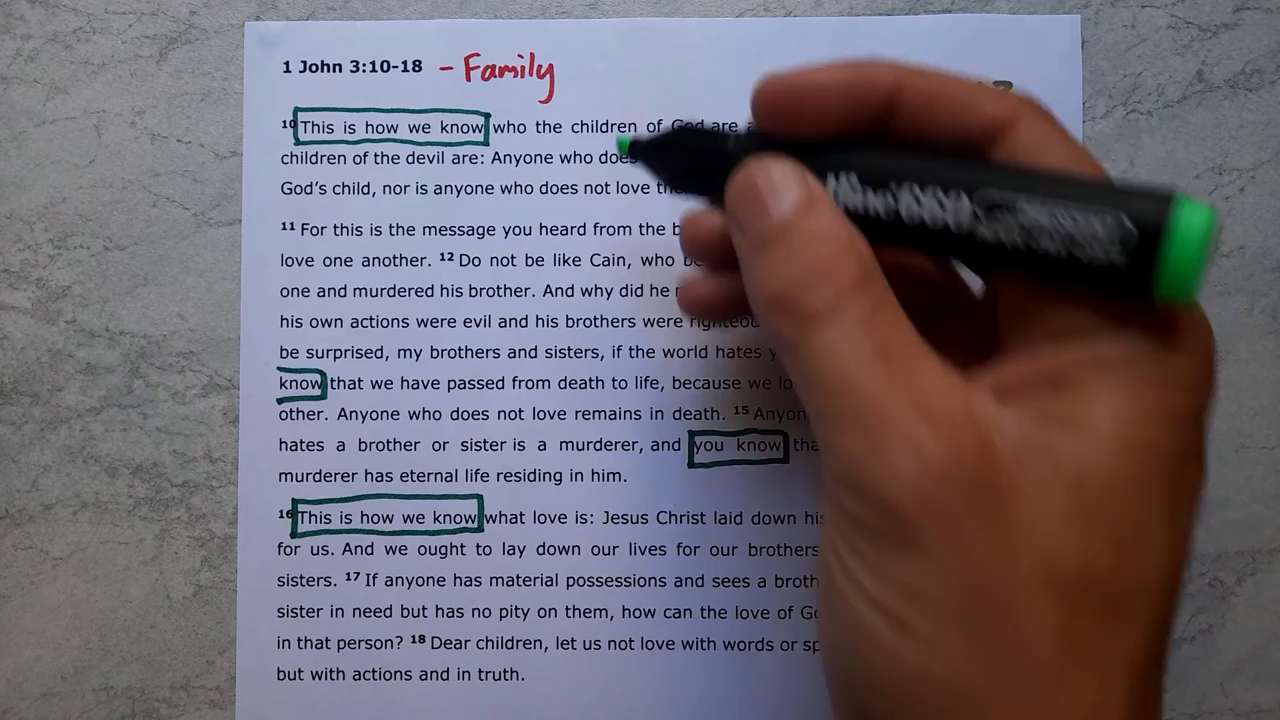 1 John 3:10-18 - Family
10 This is how we know who the children of God are
children of the devil are: Anyone who does
God's child, nor is anyone who does not love
11 For this is the message you heard from the
love one another. 12 Do not be like Cain, who
one and murdered his brother. And why did he
his own actions were evil and his brothers were righteous
be surprised, my brothers and sisters, if the world hates
know that we have passed from death to life, because we
other. Anyone who does not love remains in death. 15
hates a brother or sister is a murderer, and you know
murderer has eternal life residing in him.
16 This is how we know what love is: Jesus Christ laid down his
for us. And we ought to lay down our lives for our brothers
sisters. 17 If anyone has material possessions and sees a
sister in need but has no pity on them, how can the love of
in that person? 18 Dear children, let us not love with words or
but with actions and in truth.